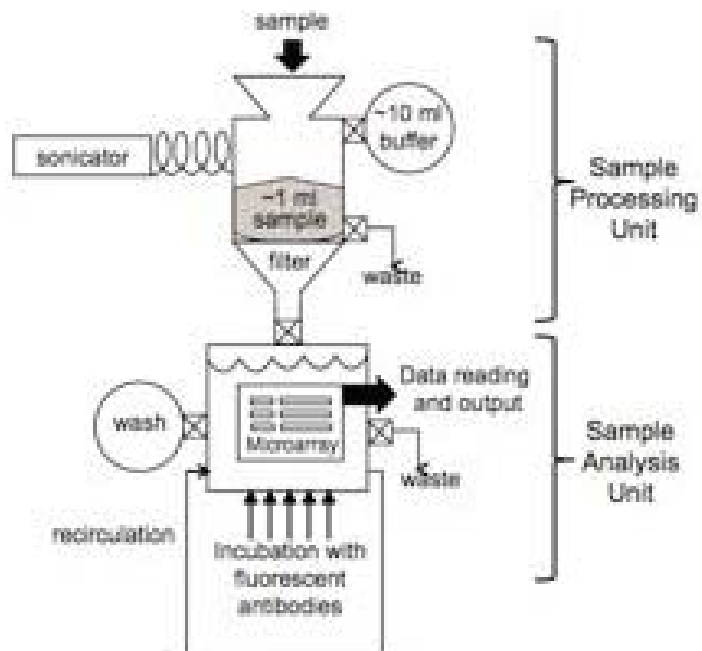 sample
~10 ml
buffer
sonicator
~1 ml
sample
filter
waste
Sample
Processing
Unit
Data reading
and output
wash
Microarray
waste
Sample
Analysis
Unit
recirculation
Incubation with
fluorescent
antibodies